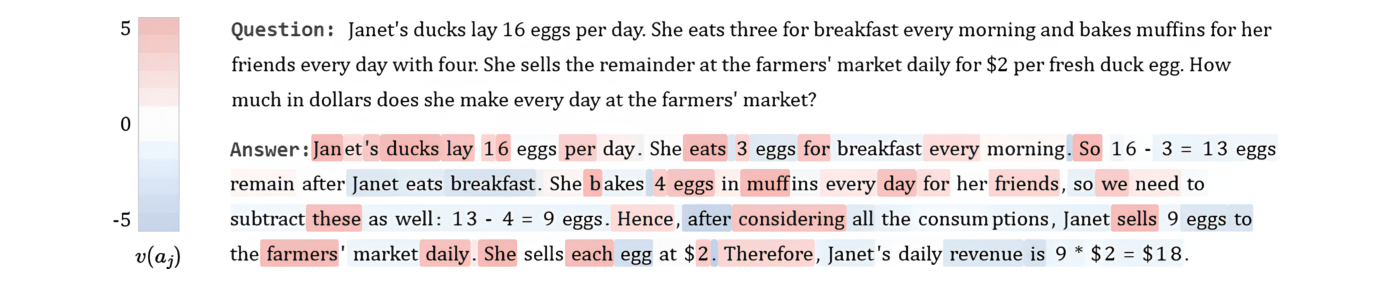 5
0
-5
v(aj)
Question: Janet's ducks lay 16 eggs per day. She eats three for breakfast every morning and bakes muffins for her
friends every day with four. She sells the remainder at the farmers' market daily for $2 per fresh duck egg. How
much in dollars does she make every day at the farmers' market?
Answer: Janet's ducks lay 16 eggs per day. She eats 3 eggs for breakfast every morning. So 16 - 3 = 13 eggs
remain after Janet eats breakfast. She bakes 4 eggs in muffins every day for her friends, so we need to
subtract these as well: 13 - 4 = 9 eggs. Hence, after considering all the consumptions, Janet sells 9 eggs to
the farmers' market daily. She sells each egg at $2. Therefore, Janet's daily revenue is 9 * $2 = $18.